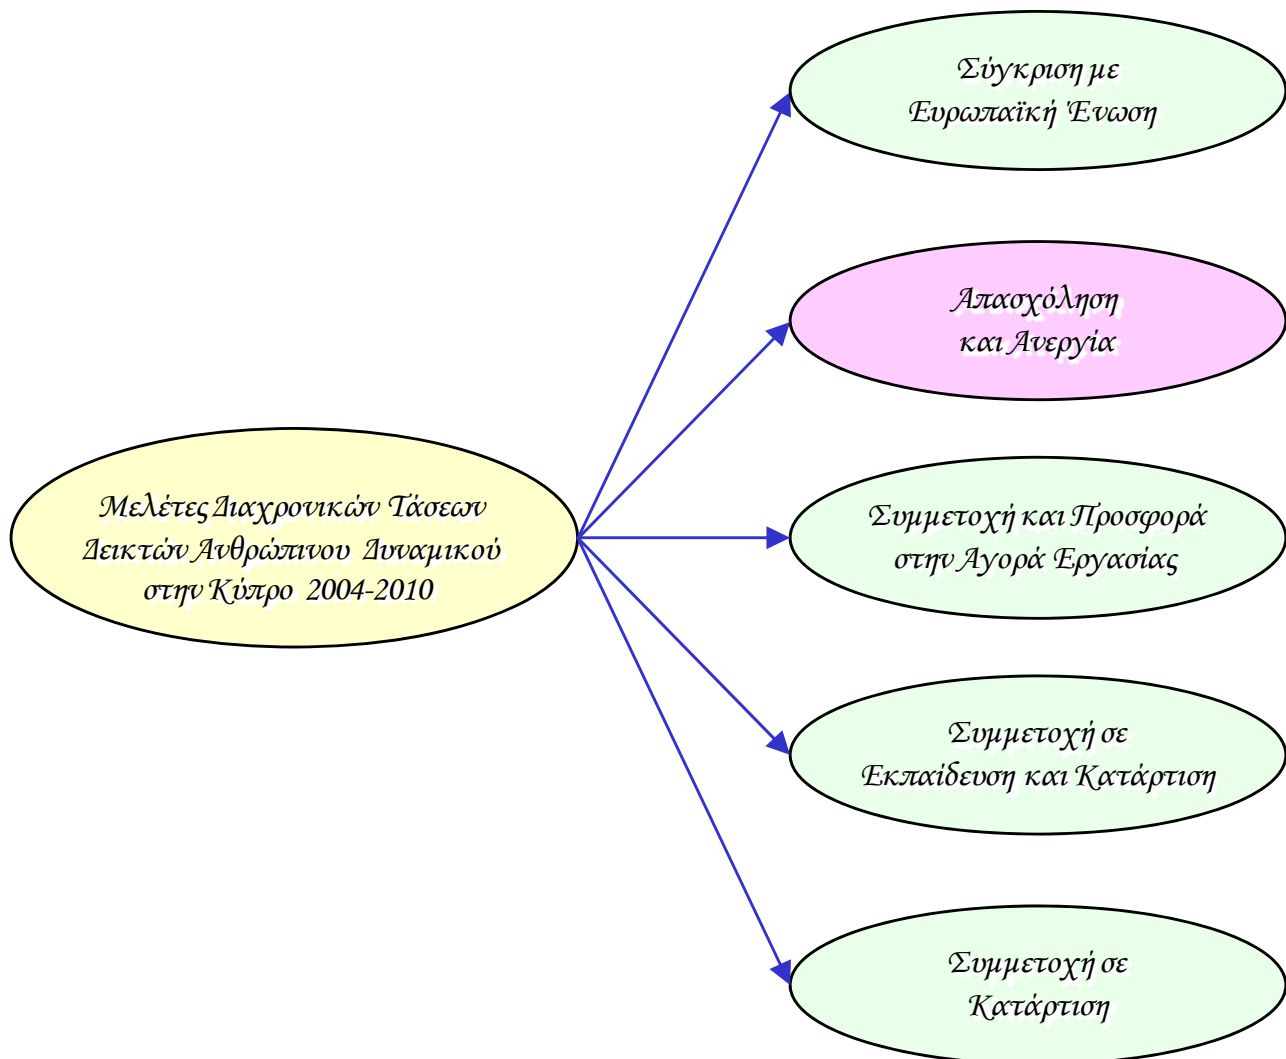 Σύγκριση με
Ευρωπαϊκή Ένωση
Απασχόληση
και Ανεργία
Μελέτες Διαχρονικών Τάσεων
Δεικτών Ανθρώπινου Δυναμικού
στην Κύπρο 2004-2010
Συμμετοχή και Προσφορά
στην Αγορά Εργασίας
Συμμετοχή σε
Εκπαίδευση και Κατάρτιση
Συμμετοχή σε
Κατάρτιση